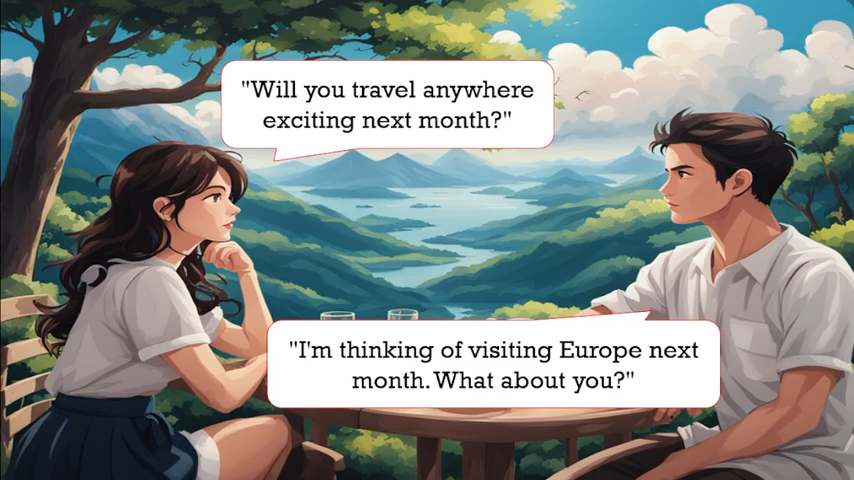 "Will you travel anywhere
exciting next month?"
"I'm thinking of visiting Europe next
month. What about you?"